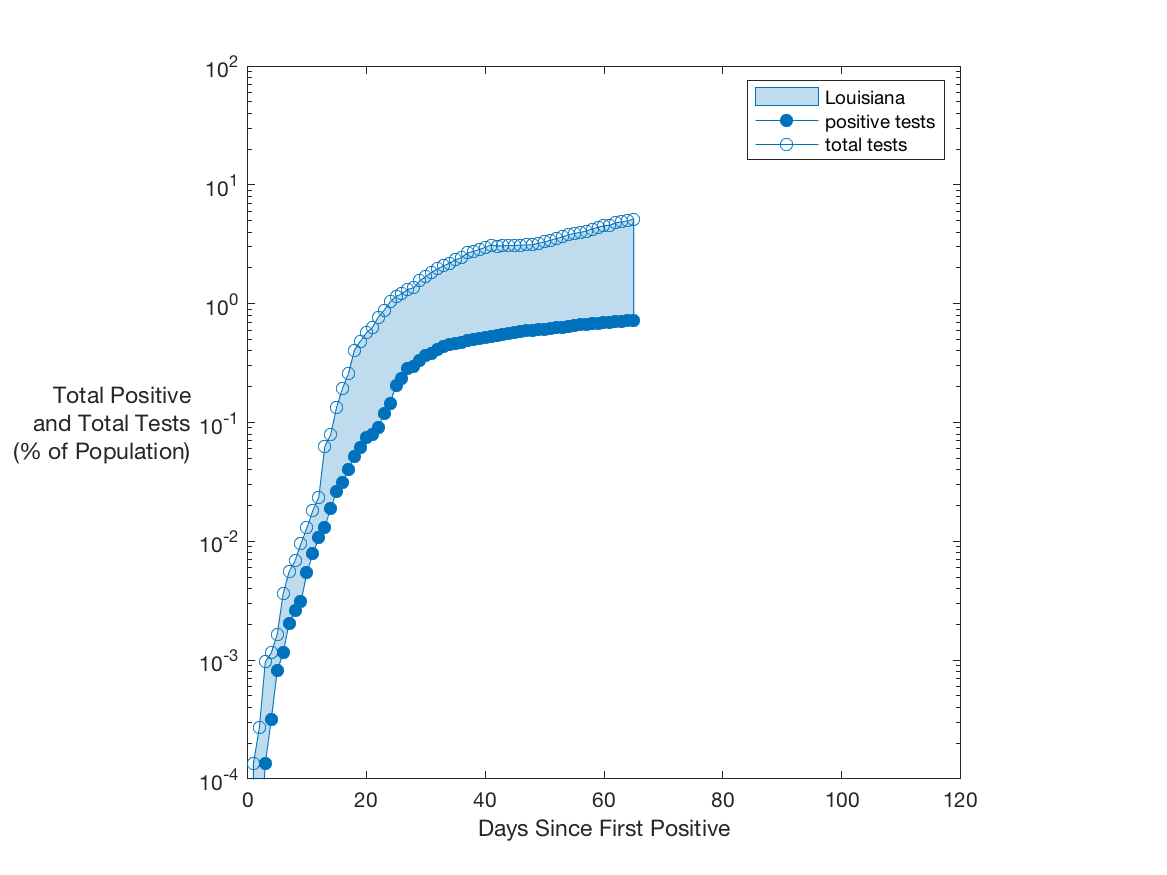 10^2
10^1
10^0
10^-1
10^-2
10^-3
10^-4
Total Positive
and Total Tests
(% of Population)
0 20 40 60 80 100 120
Days Since First Positive
Louisiana
positive tests
total tests